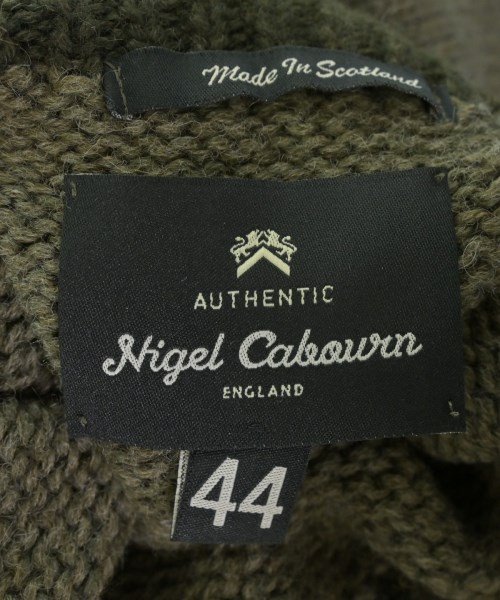 Made In Scotland
AUTHENTIC
Nigel Cabourn
ENGLAND
44